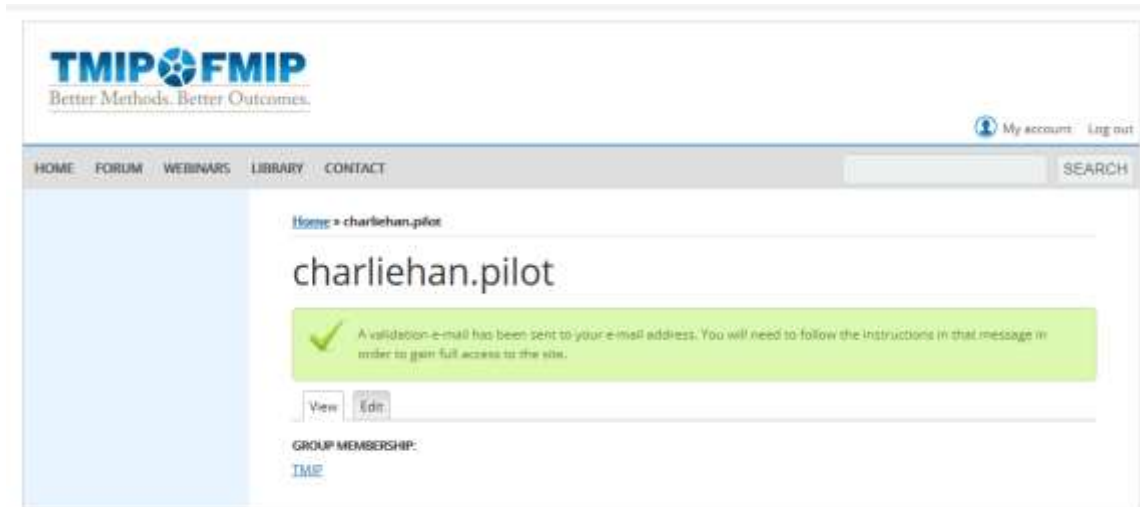 TMIP FMIP
Better Methods. Better Outcomes.
My account Log out
HOME FORUM WEBINARS LIBRARY CONTACT
SEARCH
Home » charliehan.pilot
charliehan.pilot
A validation e-mail has been sent to your e-mail address. You will need to follow the instructions in that message in
order to gain full access to the site.
View Edit
GROUP MEMBERSHIP:
TMIP